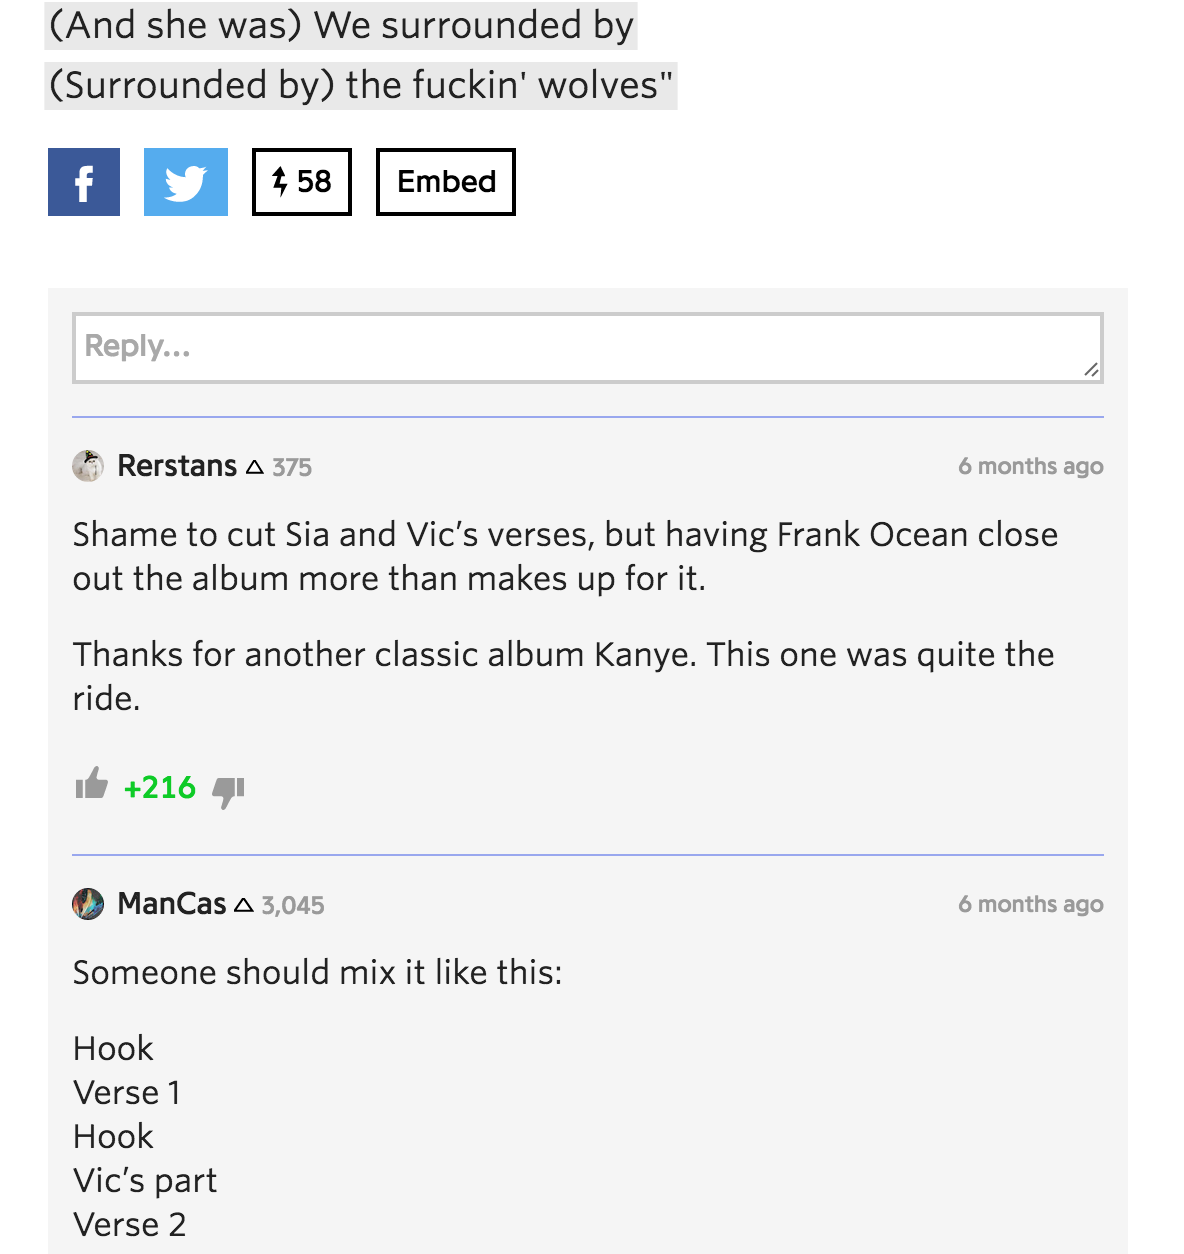 (And she was) We surrounded by
(Surrounded by) the fuckin' wolves"
f
58
Embed
Reply...
Rerstans 375
6 months ago
Shame to cut Sia and Vic’s verses, but having Frank Ocean close
out the album more than makes up for it.
Thanks for another classic album Kanye. This one was quite the
ride.
+216
ManCas 3,045
6 months ago
Someone should mix it like this:
Hook
Verse 1
Hook
Vic’s part
Verse 2